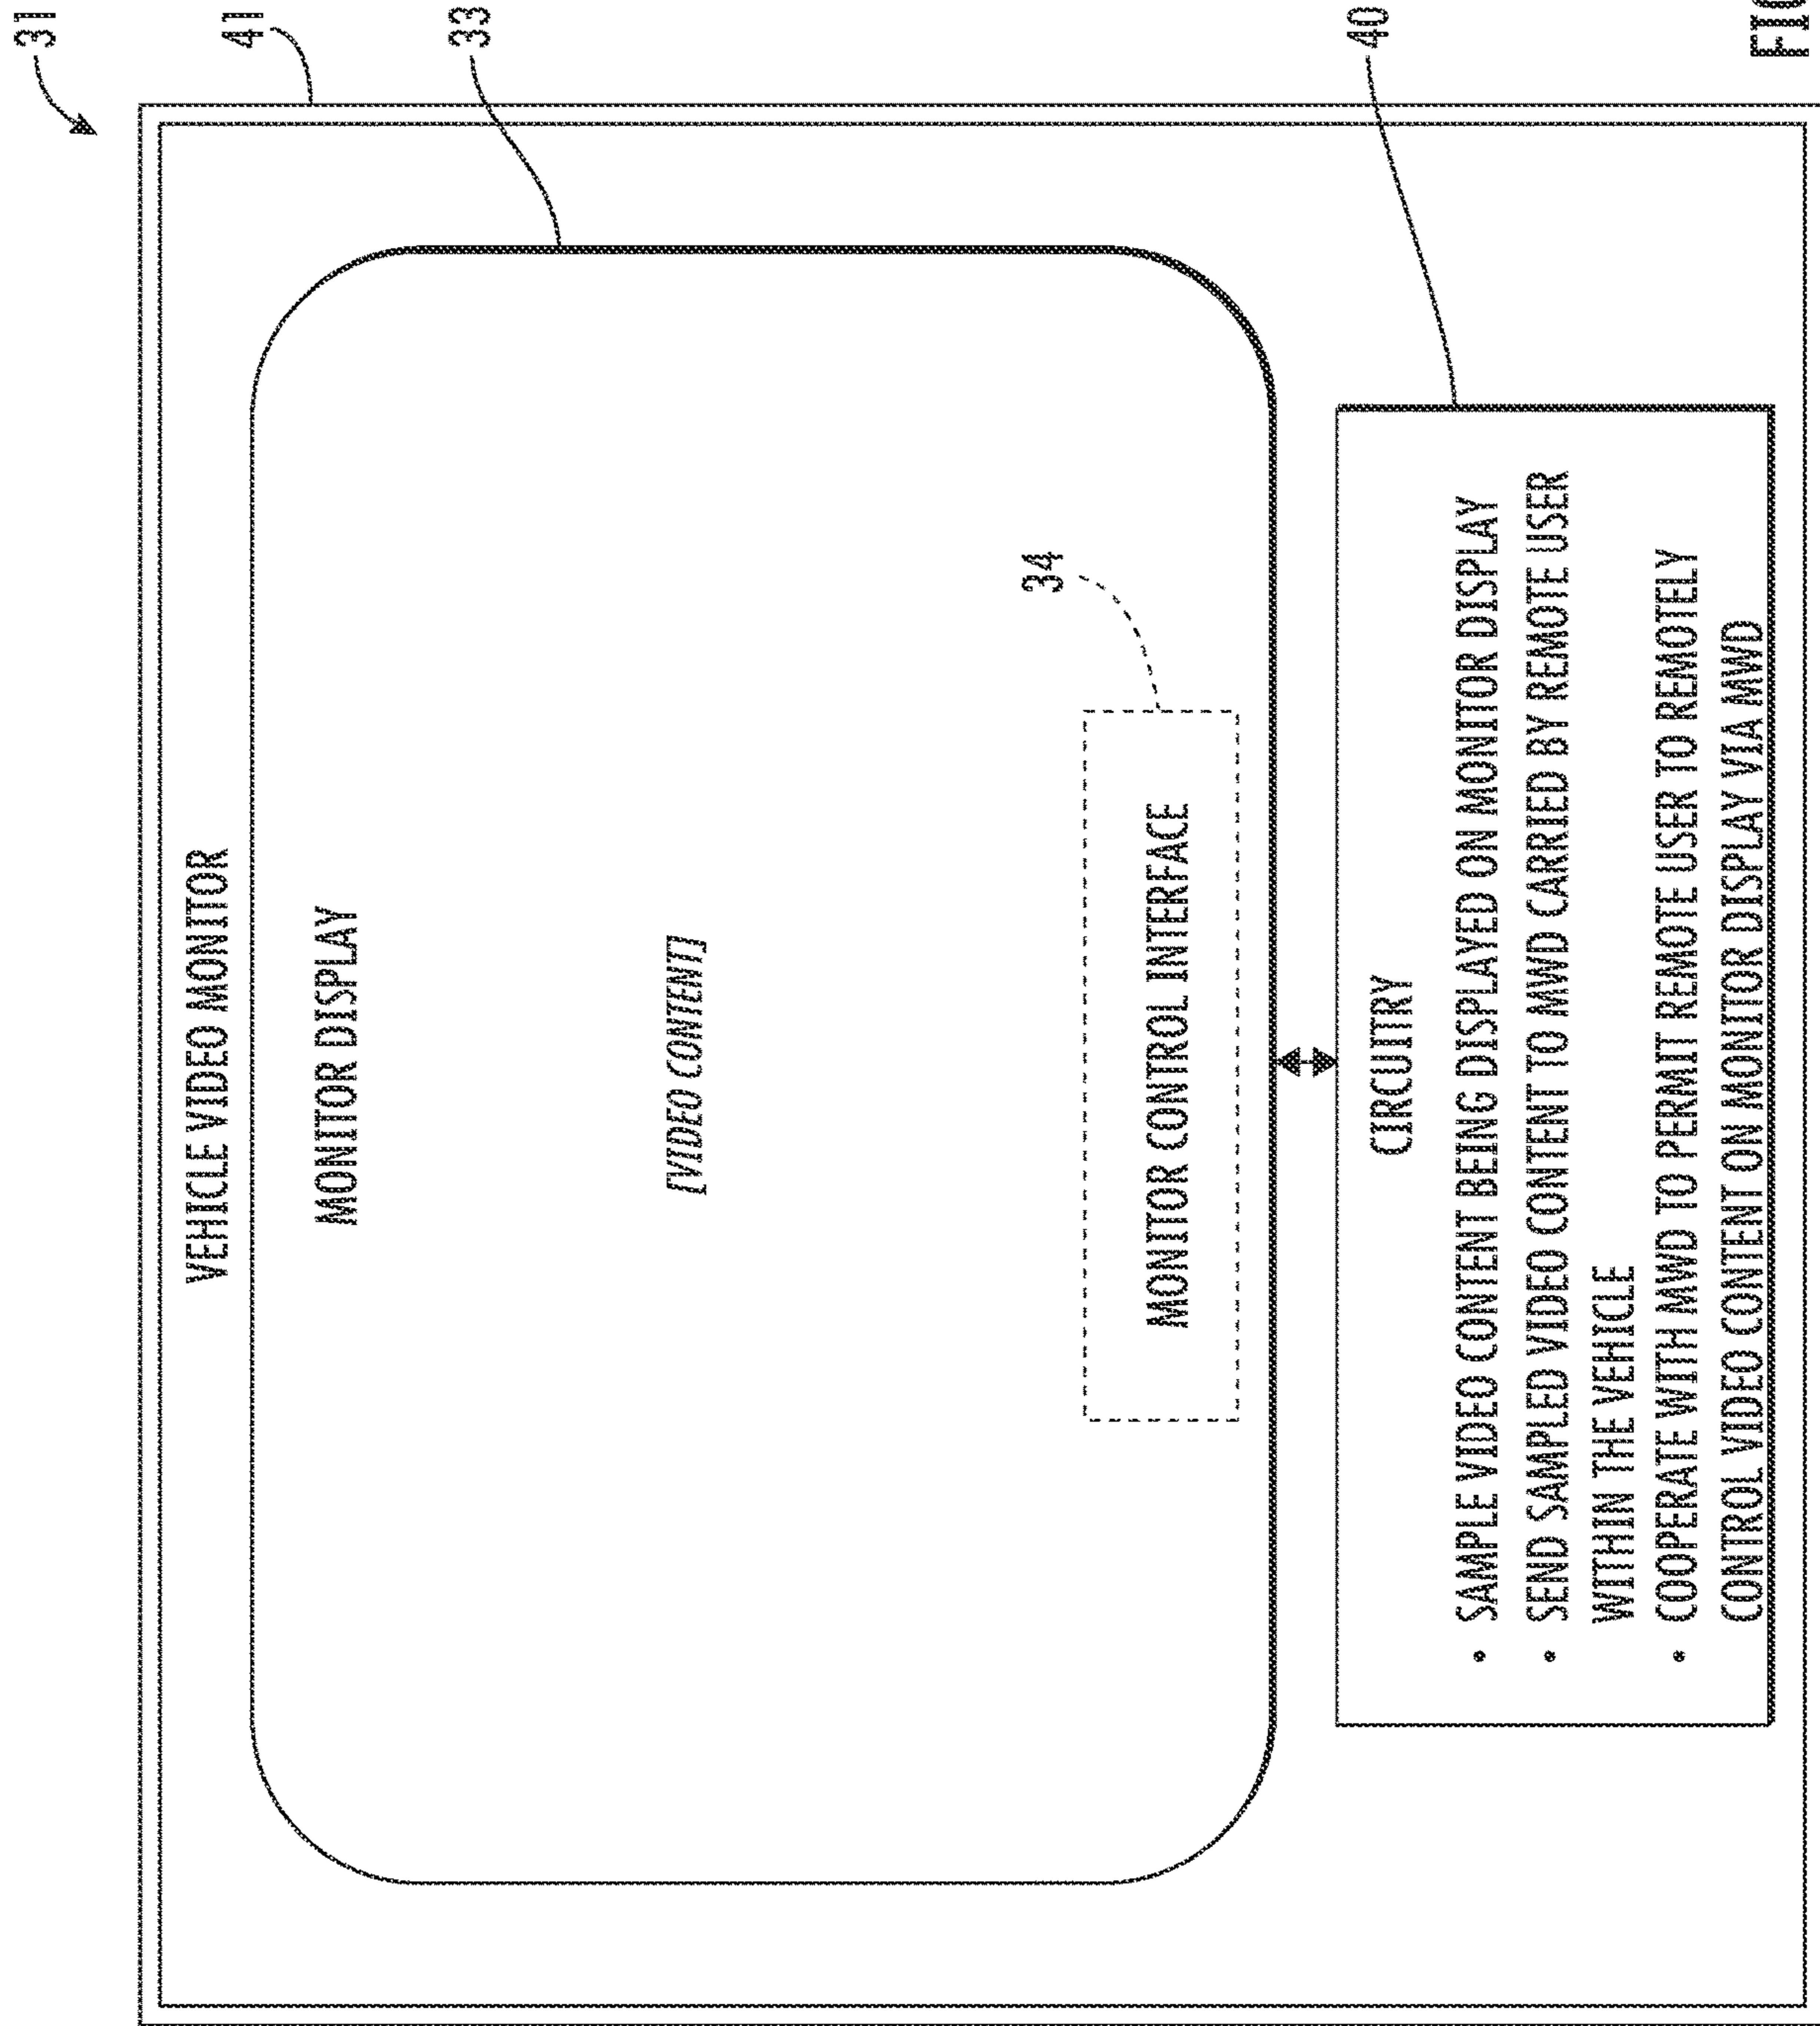 31
41
VEHICLE VIDEO MONITOR
33
MONITOR DISPLAY
[VIDEO CONTENT]
34
MONITOR CONTROL INTERFACE
40
CIRCUITRY
• SAMPLE VIDEO CONTENT BEING DISPLAYED ON MONITOR DISPLAY
• SEND SAMPLED VIDEO CONTENT TO MWD CARRIED BY REMOTE USER
WITHIN THE VEHICLE
• COOPERATE WITH MWD TO PERMIT REMOTE USER TO REMOTELY
CONTROL VIDEO CONTENT ON MONITOR DISPLAY VIA MWD